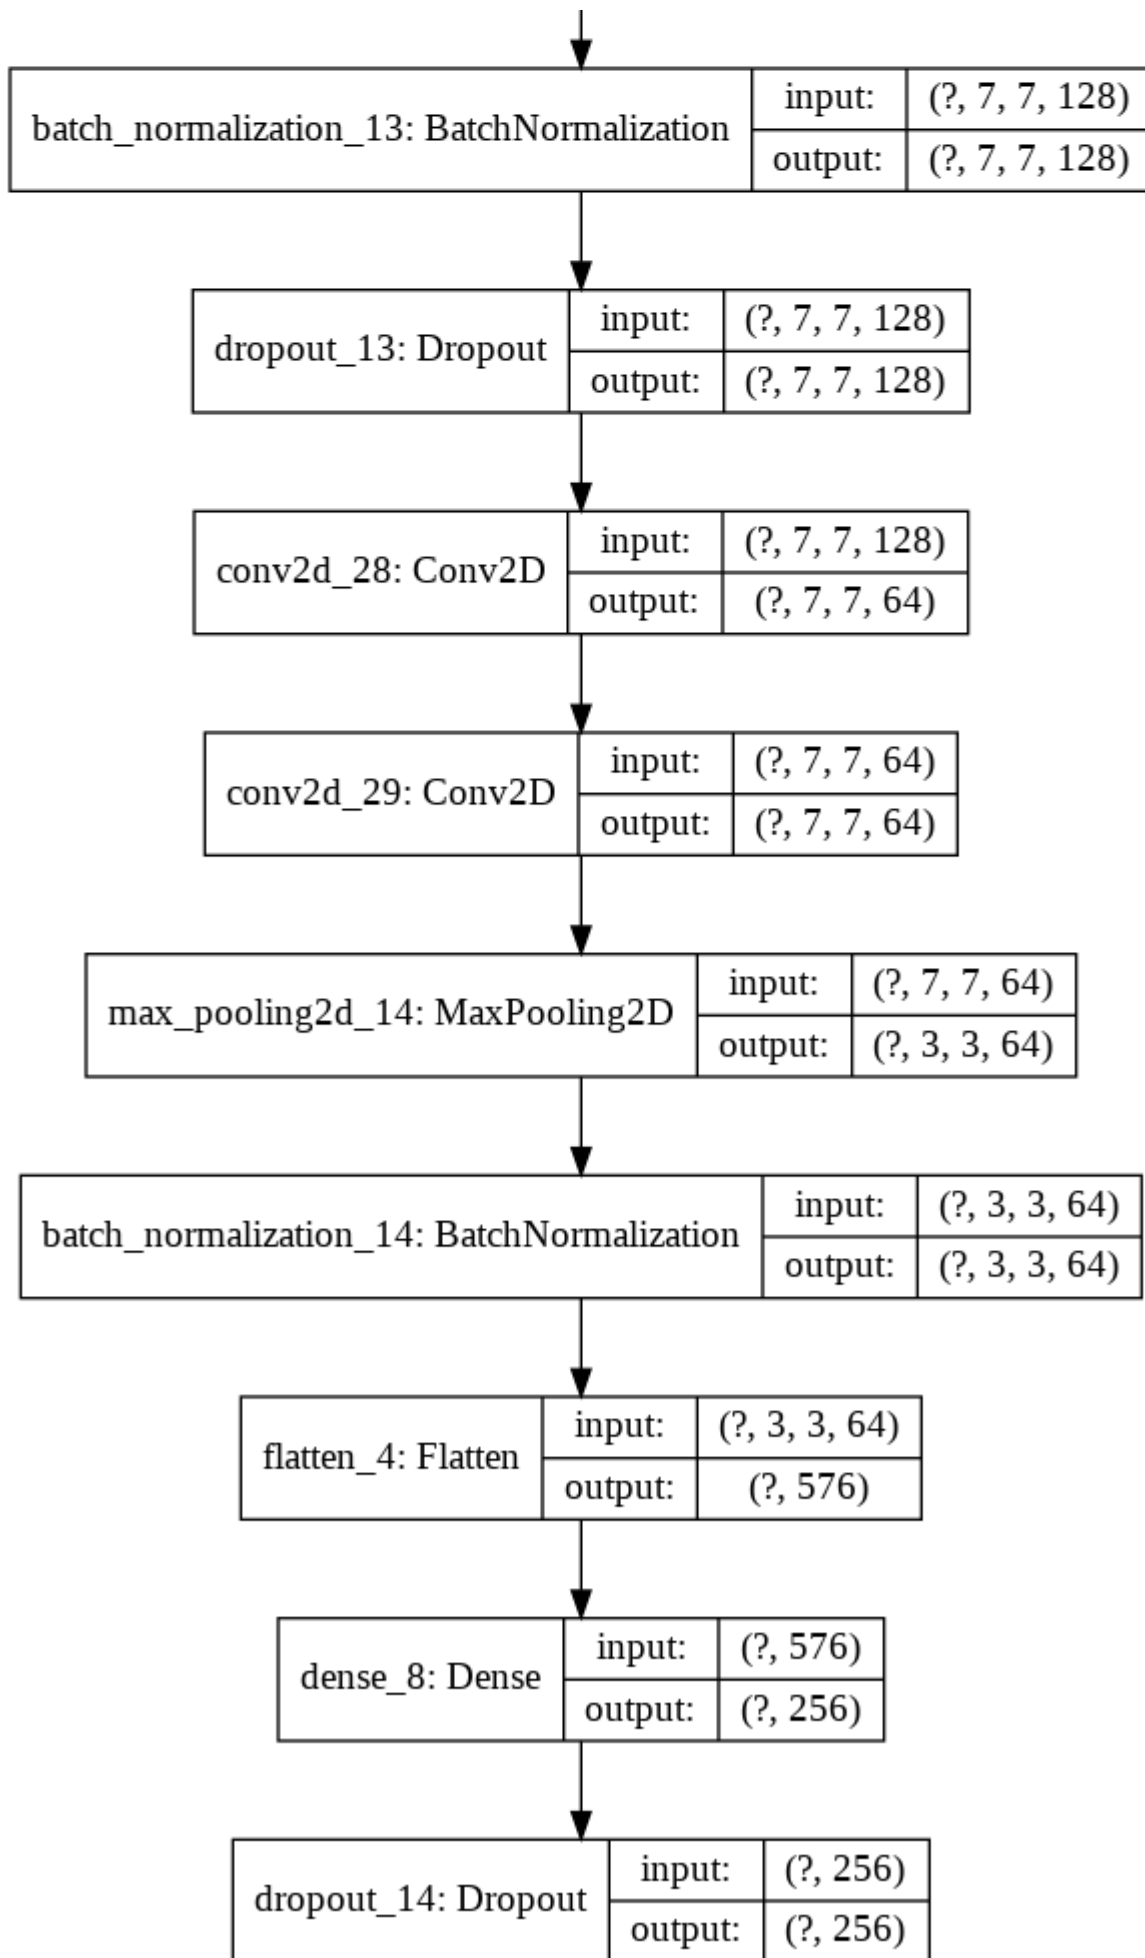 batch_normalization_13: BatchNormalization
input: (?, 7, 7, 128)
output: (?, 7, 7, 128)
dropout_13: Dropout
input: (?, 7, 7, 128)
output: (?, 7, 7, 128)
conv2d_28: Conv2D
input: (?, 7, 7, 128)
output: (?, 7, 7, 64)
conv2d_29: Conv2D
input: (?, 7, 7, 64)
output: (?, 7, 7, 64)
max_pooling2d_14: MaxPooling2D
input: (?, 7, 7, 64)
output: (?, 3, 3, 64)
batch_normalization_14: BatchNormalization
input: (?, 3, 3, 64)
output: (?, 3, 3, 64)
flatten_4: Flatten
input: (?, 3, 3, 64)
output: (?, 576)
dense_8: Dense
input: (?, 576)
output: (?, 256)
dropout_14: Dropout
input: (?, 256)
output: (?, 256)